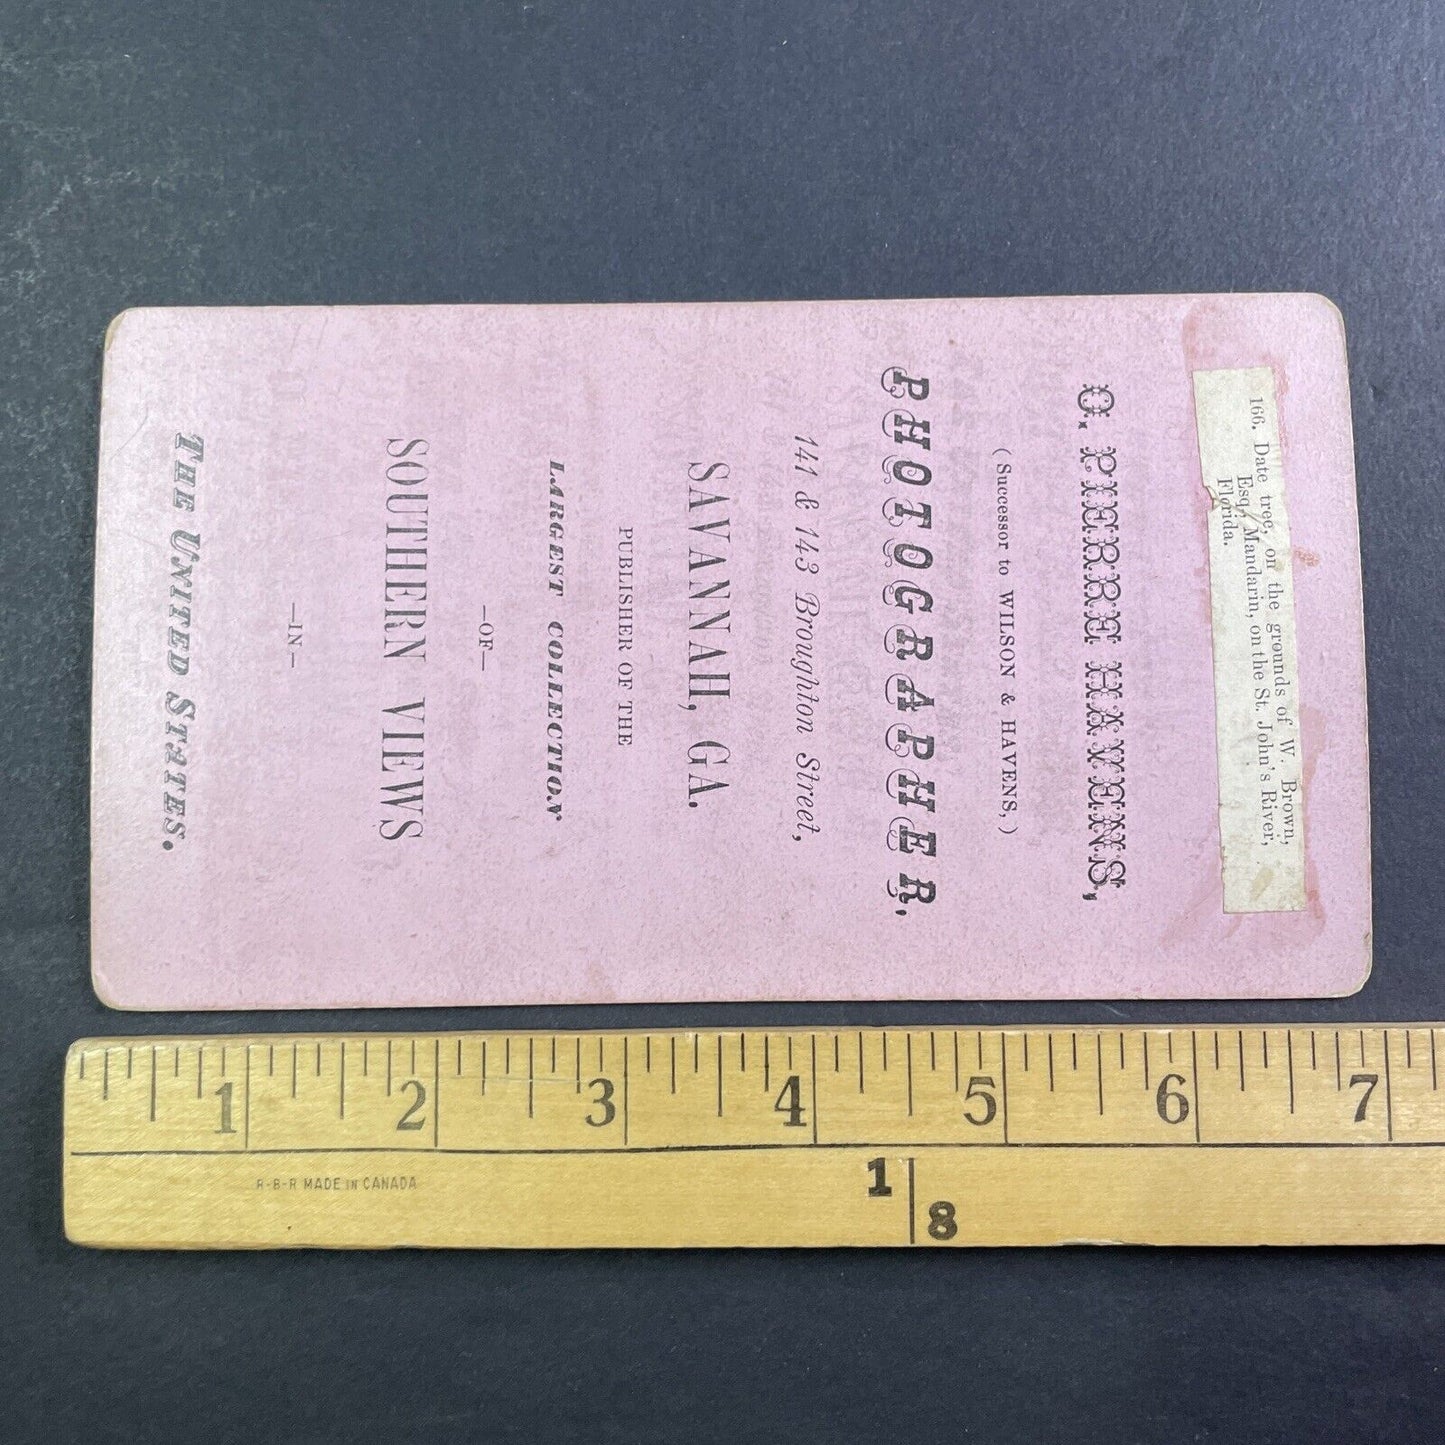 166. Date tree, on the grounds of W. Brown,
Esq., Mandarin, on the St. John's River,
Florida.
O. PIERRE HAVENS,
(Successor to WILSON & HAVENS,)
PHOTOGRAPHER,
141 & 143 Broughton Street,
SAVANNAH, GA.
PUBLISHER OF THE
LARGEST COLLECTION
—OF—
SOUTHERN VIEWS
—IN—
THE UNITED STATES.
1 2 3 4 5 6 7
R-B-R MADE IN CANADA
1
8